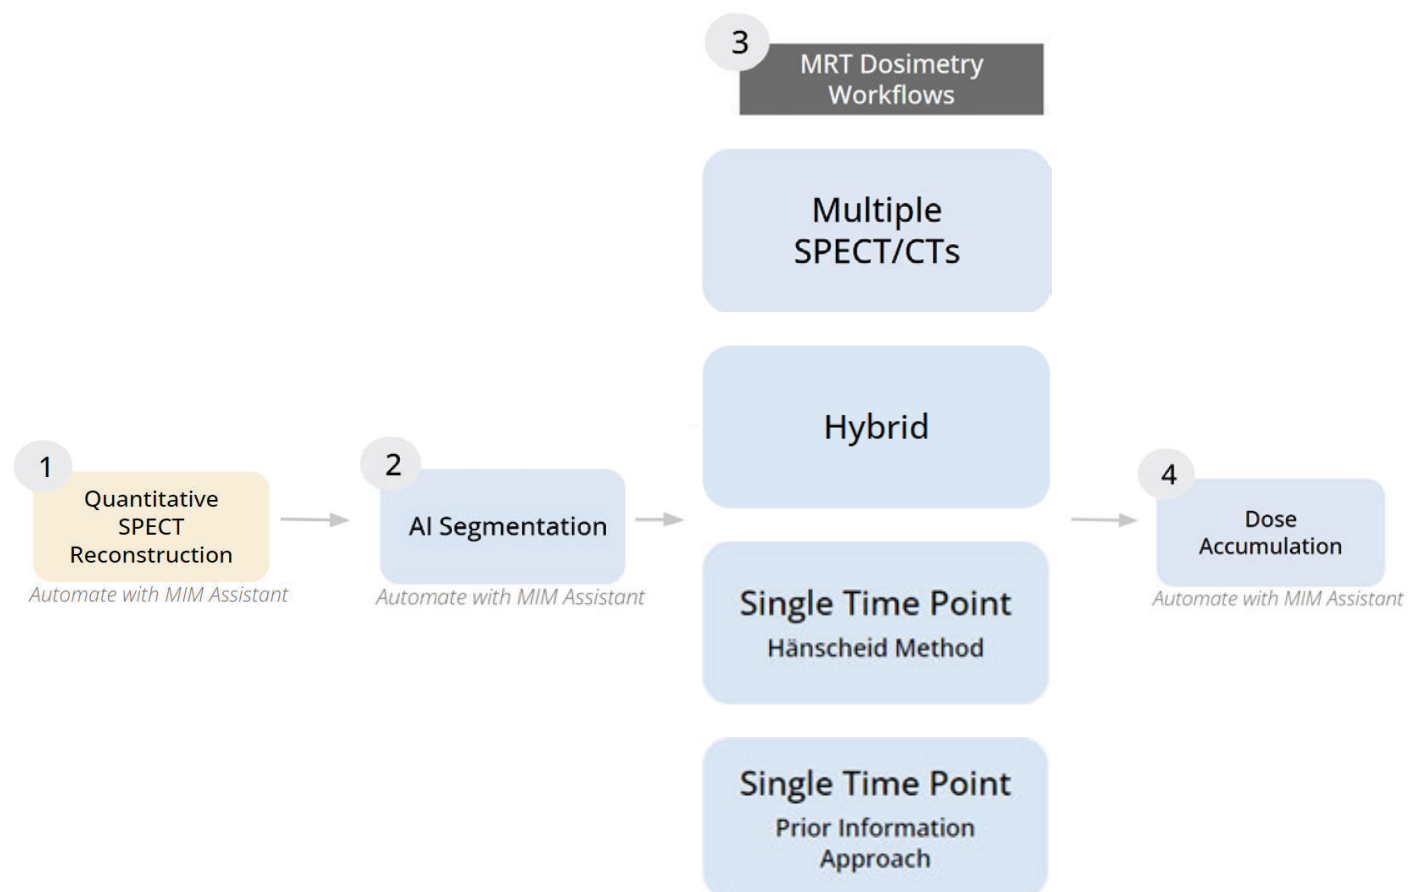 1
Quantitative
SPECT
Reconstruction
Automate with MIM Assistant
2
AI Segmentation
Automate with MIM Assistant
3
MRT Dosimetry
Workflows
Multiple
SPECT/CTs
Hybrid
Single Time Point
Hänscheid Method
Single Time Point
Prior Information
Approach
4
Dose
Accumulation
Automate with MIM Assistant